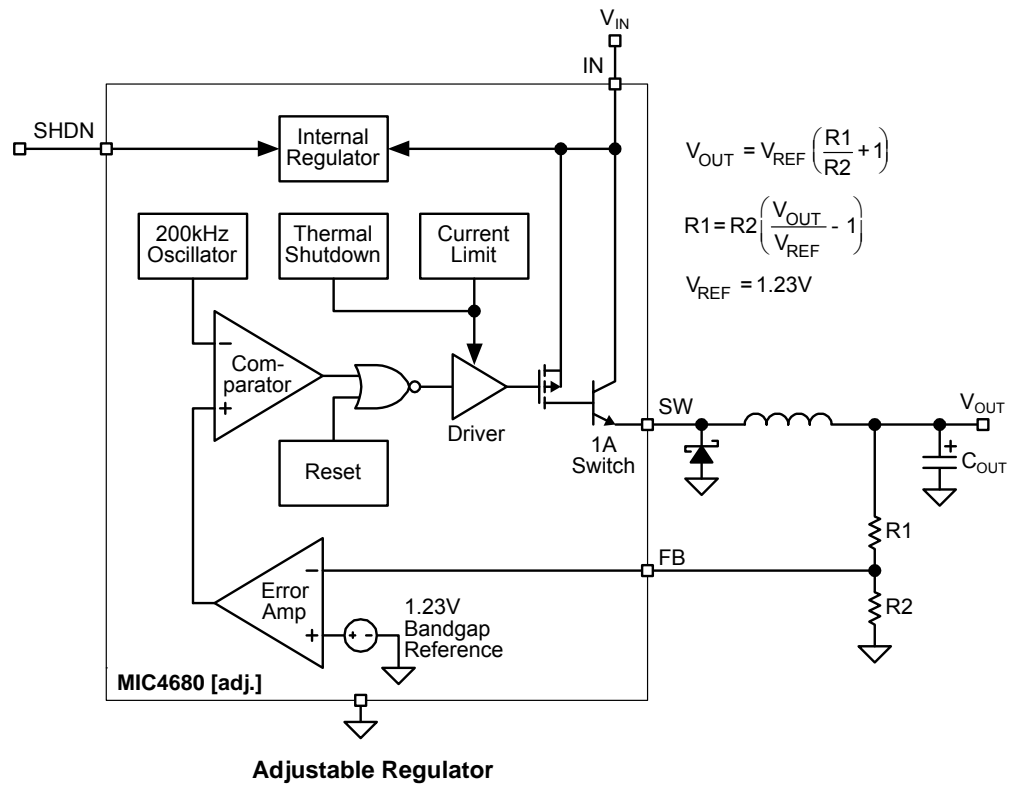 V_IN
IN
SHDN
Internal
Regulator
V_OUT = V_REF (R1/R2 + 1)
R1 = R2 (V_OUT/V_REF - 1)
V_REF = 1.23V
200kHz
Oscillator
Thermal
Shutdown
Current
Limit
−
Com-
parator
+
Reset
Driver
1A
Switch
SW
V_OUT
+
C_OUT
R1
FB
R2
−
Error
Amp
+
+ -
1.23V
Bandgap
Reference
MIC4680 [adj.]
Adjustable Regulator